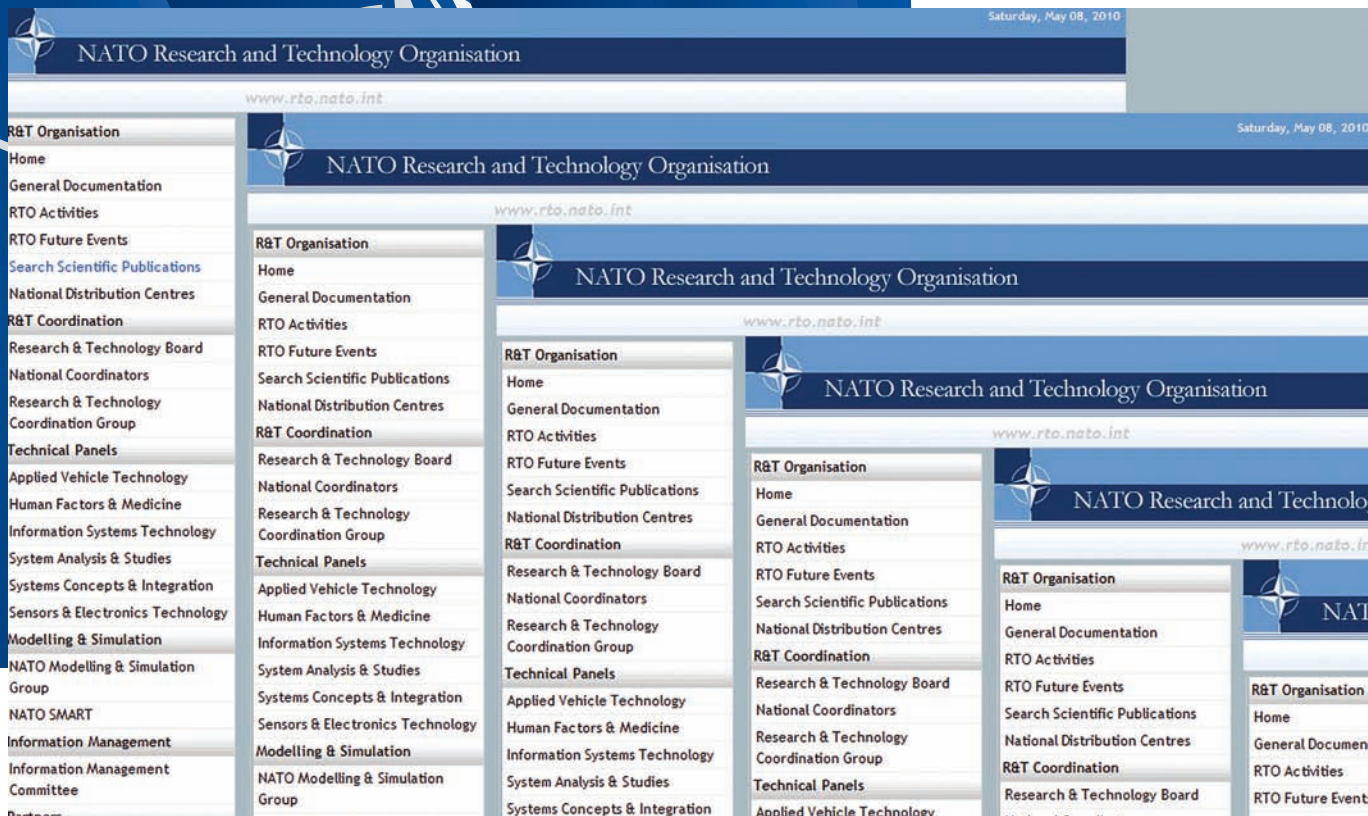 Saturday, May 08, 2010
NATO Research and Technology Organisation
www.rto.nato.int
R&T Organisation
Home
General Documentation
RTO Activities
RTO Future Events
Search Scientific Publications
National Distribution Centres
R&T Coordination
Research & Technology Board
National Coordinators
Research & Technology
Coordination Group
Technical Panels
Applied Vehicle Technology
Human Factors & Medicine
Information Systems Technology
System Analysis & Studies
Systems Concepts & Integration
Sensors & Electronics Technology
Modelling & Simulation
NATO Modelling & Simulation
Group
NATO SMART
Information Management
Information Management
Committee
Saturday, May 08, 2010
NATO Research and Technology Organisation
www.rto.nato.int
R&T Organisation
Home
General Documentation
RTO Activities
RTO Future Events
Search Scientific Publications
National Distribution Centres
R&T Coordination
Research & Technology Board
National Coordinators
Research & Technology
Coordination Group
Technical Panels
Applied Vehicle Technology
Human Factors & Medicine
Information Systems Technology
System Analysis & Studies
Systems Concepts & Integration
Sensors & Electronics Technology
Modelling & Simulation
NATO Modelling & Simulation
Group
NATO Research and Technology Organisation
www.rto.nato.int
R&T Organisation
Home
General Documentation
RTO Activities
RTO Future Events
Search Scientific Publications
National Distribution Centres
R&T Coordination
Research & Technology Board
National Coordinators
Research & Technology
Coordination Group
Technical Panels
Applied Vehicle Technology
Human Factors & Medicine
Information Systems Technology
System Analysis & Studies
Systems Concepts & Integration
NATO Research and Technology Organisation
www.rto.nato.int
R&T Organisation
Home
General Documentation
RTO Activities
RTO Future Events
Search Scientific Publications
National Distribution Centres
R&T Coordination
Research & Technology Board
National Coordinators
Research & Technology
Coordination Group
Technical Panels
Applied Vehicle Technology
NATO Research and Technolo
www.rto.nato.in
R&T Organisation
Home
General Documentation
RTO Activities
RTO Future Events
Search Scientific Publications
National Distribution Centres
R&T Coordination
Research & Technology Board
NAT
R&T Organisation
Home
General Documen
RTO Activities
RTO Future Events